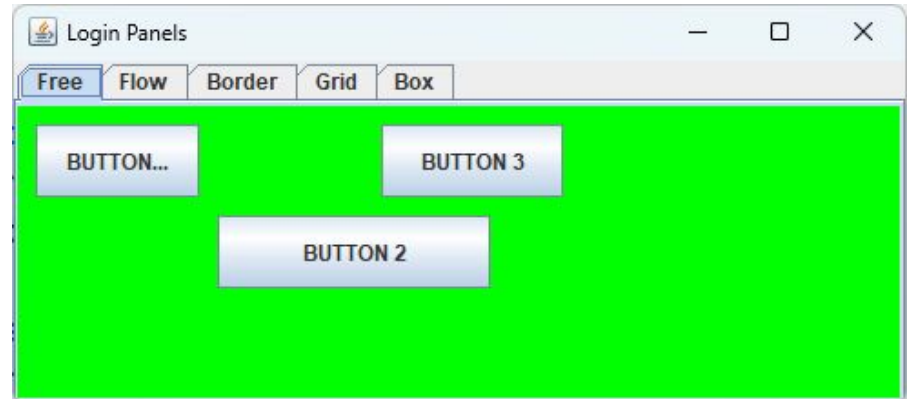 Login Panels
Free Flow Border Grid Box
BUTTON... BUTTON 3
BUTTON 2